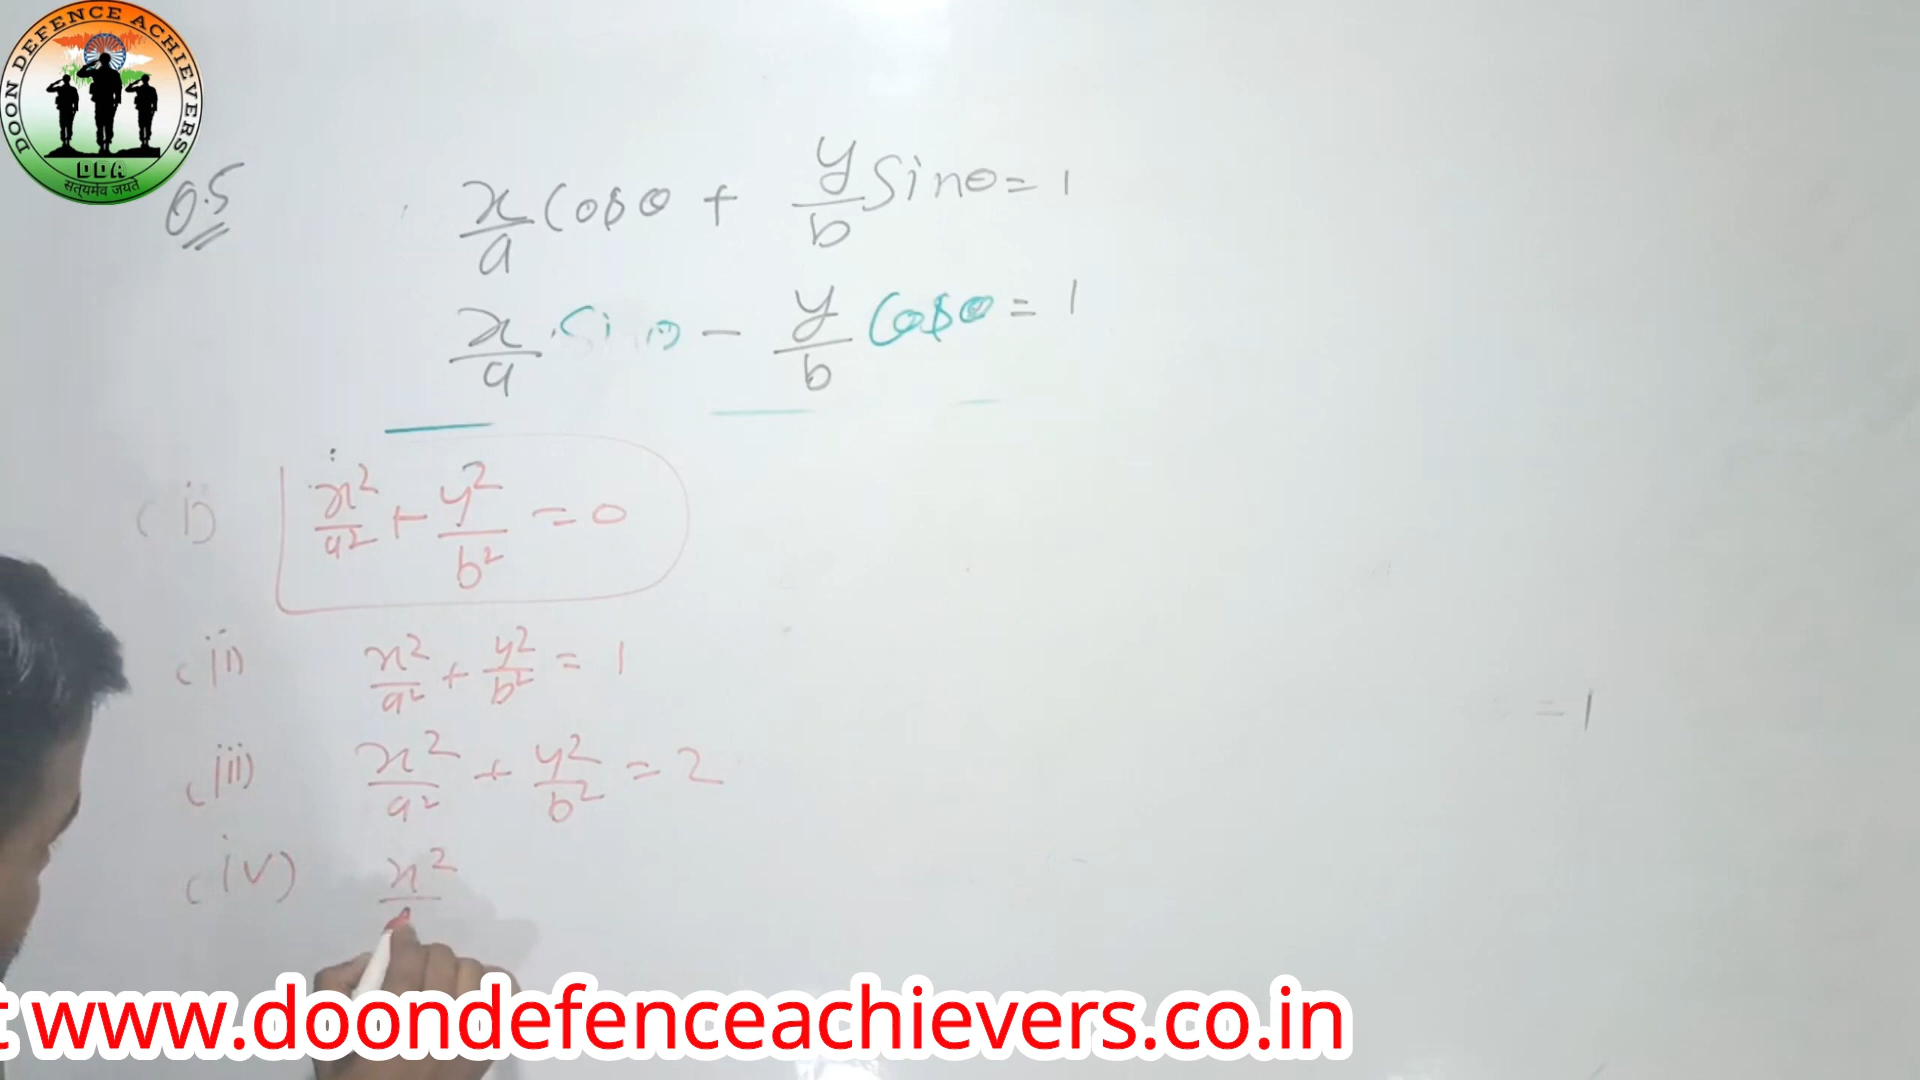 DOON DEFENCE ACHIEVERS
DDA
सत्यमेव जयते
Q.5
x/a Cosθ + y/b Sinθ = 1
x/a Sinθ - y/b Cosθ = 1
(i) x²/a² + y²/b² = 0
(ii) x²/a² + y²/b² = 1
= 1
(iii) x²/a² + y²/b² = 2
(iv) x²
www.doondefenceachievers.co.in